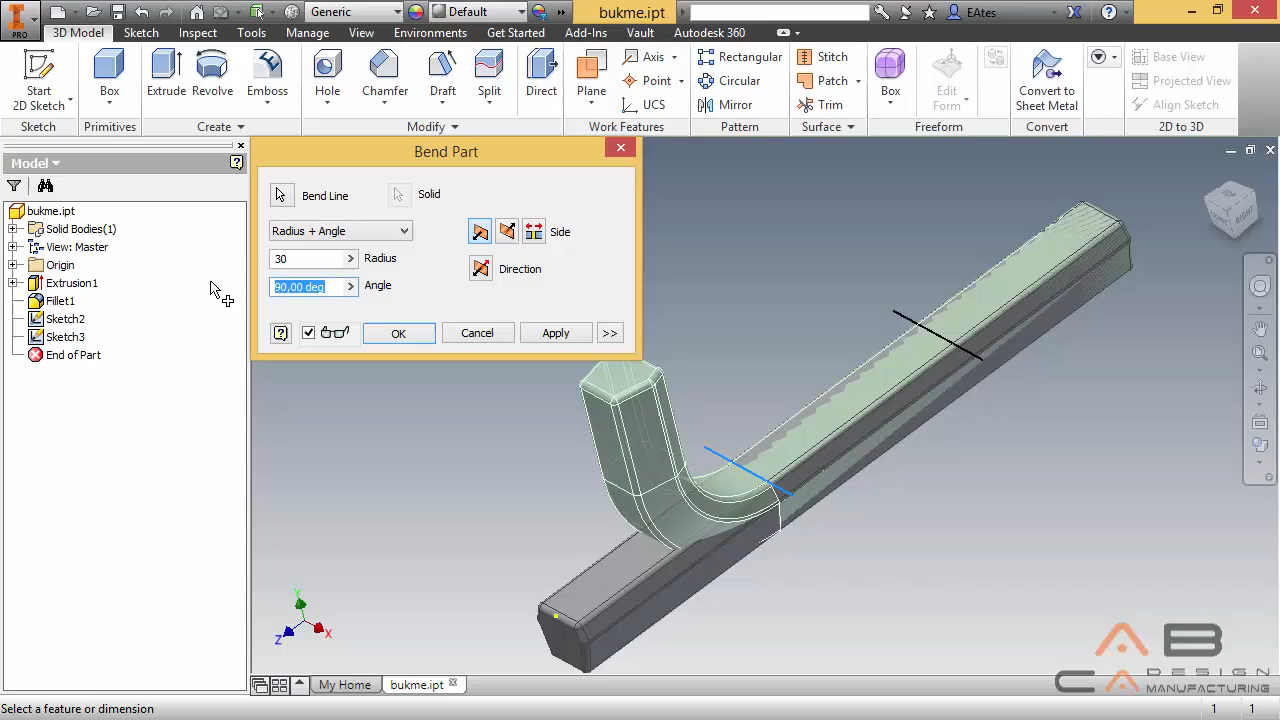 PRO
Generic
Default
bukme.ipt
EAtes
3D Model
Sketch
Inspect
Tools
Manage
View
Environments
Get Started
Add-Ins
Vault
Autodesk 360
Start
2D Sketch
Box
Extrude
Revolve
Emboss
Hole
Chamfer
Draft
Split
Direct
Plane
Axis
Point
UCS
Rectangular
Circular
Mirror
Stitch
Patch
Trim
Box
Edit
Form
Convert to
Sheet Metal
Base View
Projected View
Align Sketch
Sketch
Primitives
Create
Modify
Work Features
Pattern
Surface
Freeform
Convert
2D to 3D
Model
bukme.ipt
Solid Bodies(1)
View: Master
Origin
Extrusion1
Fillet1
Sketch2
Sketch3
End of Part
Bend Part
Bend Line
Solid
Radius + Angle
Side
30
Radius
Direction
90,00 deg
Angle
OK
Cancel
Apply
>>
TOP
RIGHT
Y
X
Z
AB
CA
DESIGN
MANUFACTURING
My Home
bukme.ipt
Select a feature or dimension
1
1